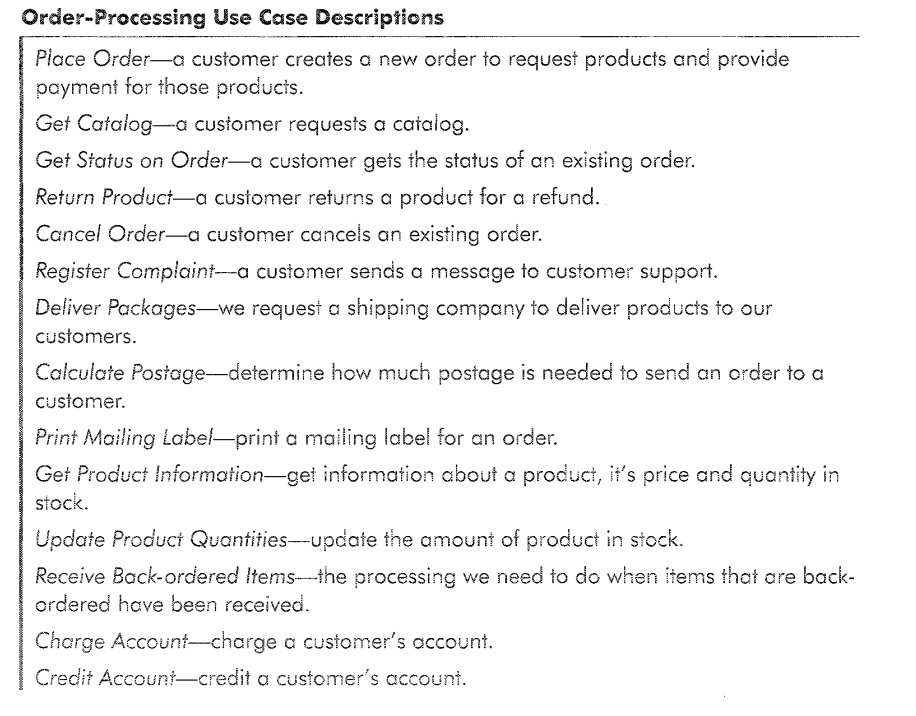 Order-Processing Use Case Descriptions
Place Order—a customer creates a new order to request products and provide
payment for those products.
Get Catalog—a customer requests a catalog.
Get Status on Order—a customer gets the status of an existing order.
Return Product—a customer returns a product for a refund.
Cancel Order—a customer cancels an existing order.
Register Complaint—a customer sends a message to customer support.
Deliver Packages—we request a shipping company to deliver products to our
customers.
Calculate Postage—determine how much postage is needed to send an order to a
customer.
Print Mailing Label—print a mailing label for an order.
Get Product Information—get information about a product, it's price and quantity in
stock.
Update Product Quantities—update the amount of product in stock.
Receive Back-ordered Items—the processing we need to do when items that are back-
ordered have been received.
Charge Account—charge a customer's account.
Credit Account—credit a customer's account.